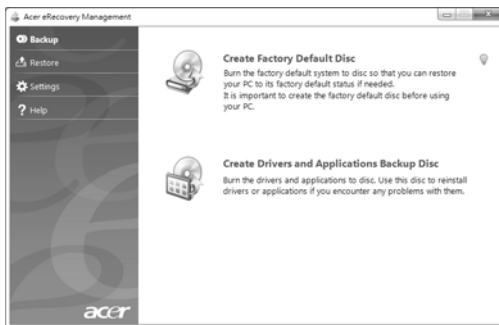 Acer eRecovery Management
Backup
Restore
Settings
Help
Create Factory Default Disc
Burn the factory default system to disc so that you can restore
your PC to its factory default status if needed.
It is important to create the factory default disc before using
your PC.
Create Drivers and Applications Backup Disc
Burn the drivers and applications to disc. Use this disc to reinstall
drivers or applications if you encounter any problems with them.
acer